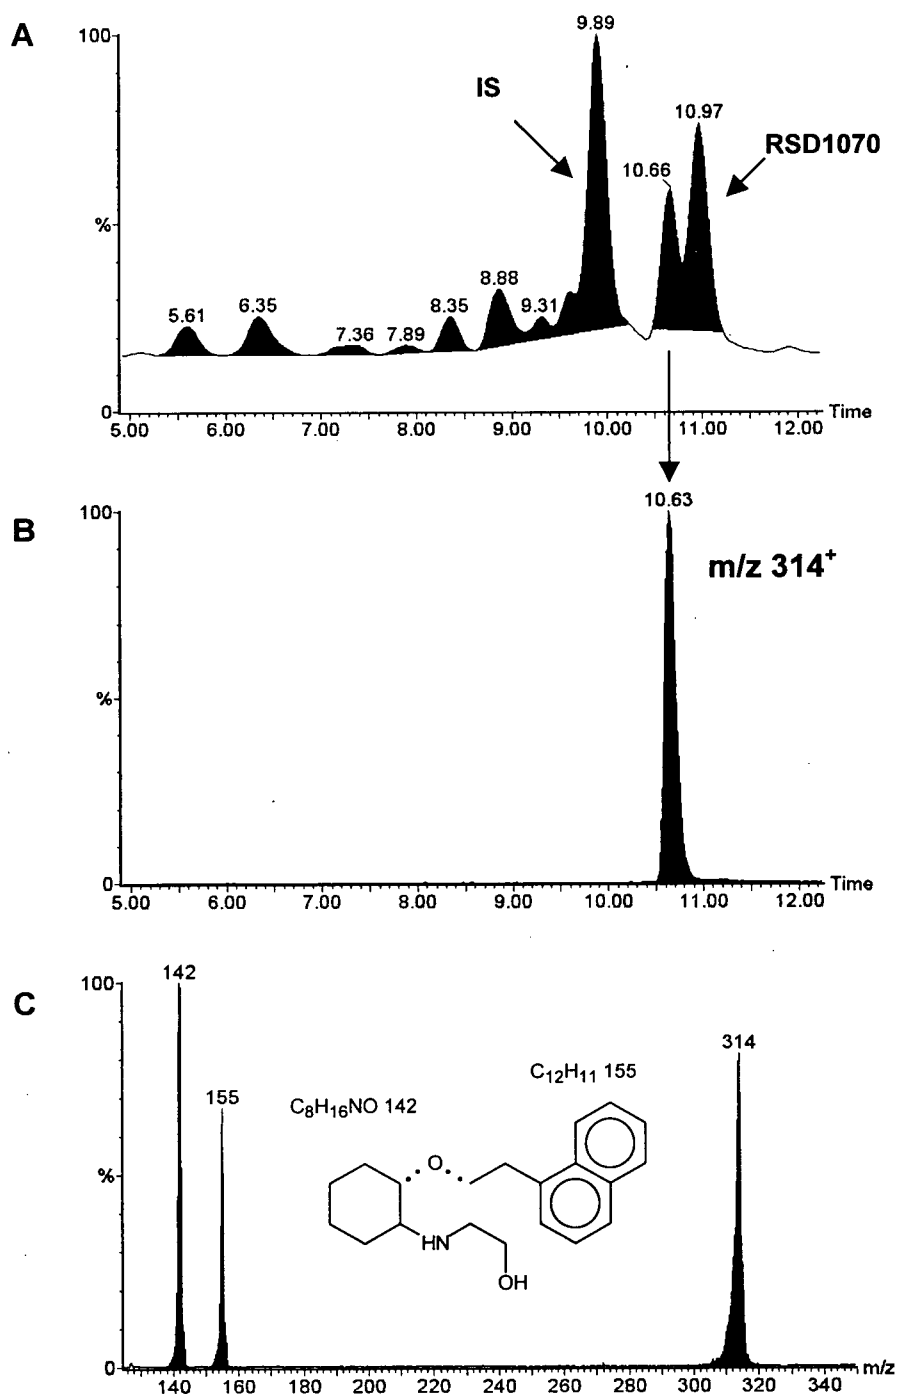 A
100
9.89
IS
10.97
RSD1070
10.66
%
8.88
5.61
6.35
8.35
9.31
7.36
7.89
0
Time
5.00 6.00 7.00 8.00 9.00 10.00 11.00 12.00
B
100
10.63
m/z 314+
%
0
Time
5.00 6.00 7.00 8.00 9.00 10.00 11.00 12.00
C
100
142
314
155
C12H11 155
C8H16NO 142
O
%
HN
OH
0
m/z
140 160 180 200 220 240 260 280 300 320 340